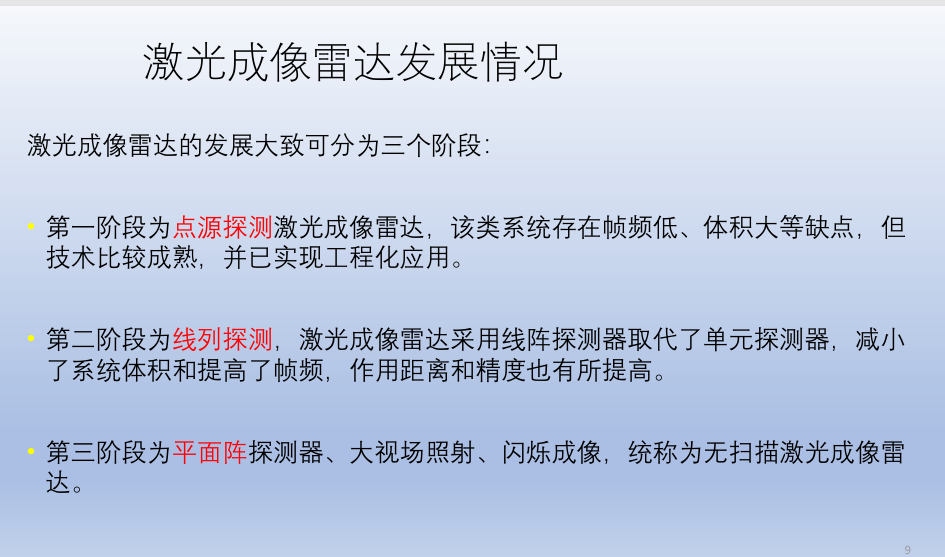 激光成像雷达发展情况
激光成像雷达的发展大致可分为三个阶段：
• 第一阶段为点源探测激光成像雷达，该类系统存在帧频低、体积大等缺点，但
技术比较成熟，并已实现工程化应用。
• 第二阶段为线列探测，激光成像雷达采用线阵探测器取代了单元探测器，减小
了系统体积和提高了帧频，作用距离和精度也有所提高。
• 第三阶段为平面阵探测器、大视场照射、闪烁成像，统称为无扫描激光成像雷
达。
9